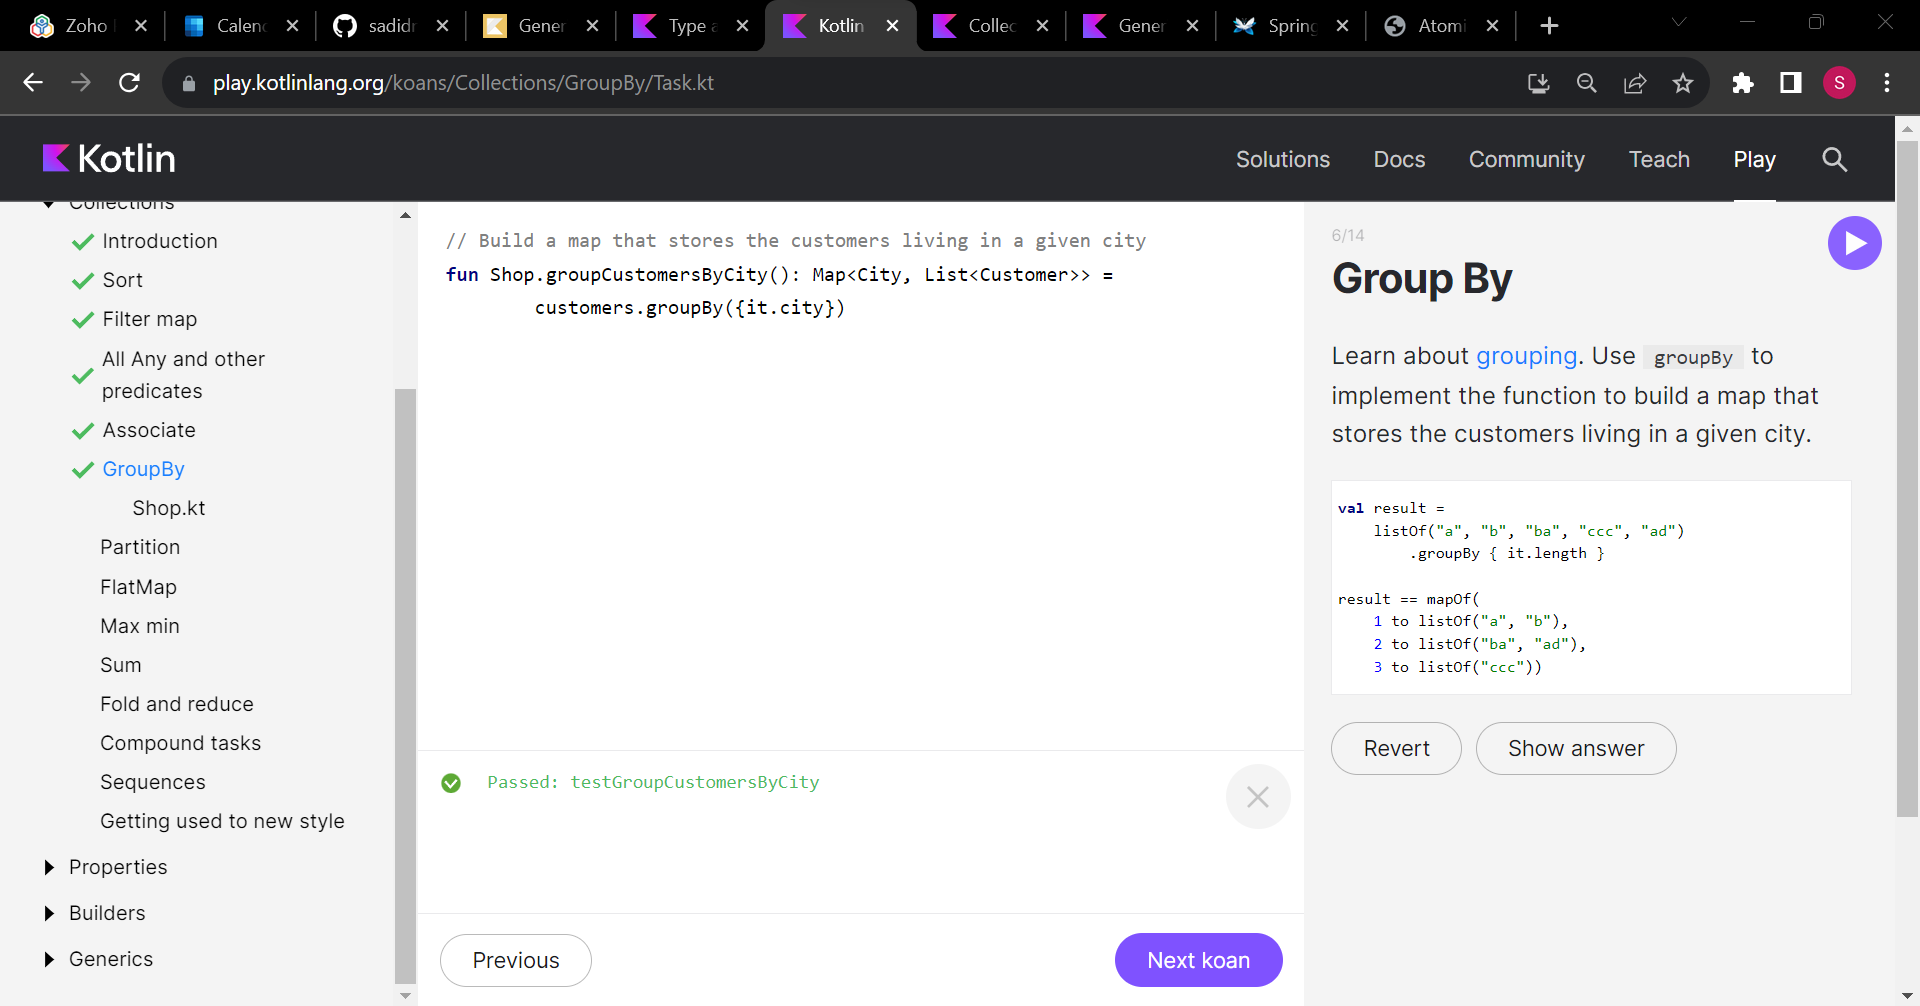 Zoho
Calenc
sadidr
Gener
Type a
Kotlin
Collec
Gener
Spring
Atomi
play.kotlinlang.org/koans/Collections/GroupBy/Task.kt
S
Kotlin
Solutions
Docs
Community
Teach
Play
Collections
Introduction
Sort
Filter map
All Any and other
predicates
Associate
GroupBy
Shop.kt
Partition
FlatMap
Max min
Sum
Fold and reduce
Compound tasks
Sequences
Getting used to new style
Properties
Builders
Generics
// Build a map that stores the customers living in a given city
fun Shop.groupCustomersByCity(): Map<City, List<Customer>> =
customers.groupBy({it.city})
Passed: testGroupCustomersByCity
Previous
Next koan
6/14
Group By
Learn about grouping. Use groupBy to
implement the function to build a map that
stores the customers living in a given city.
val result =
listOf("a", "b", "ba", "ccc", "ad")
.groupBy { it.length }
result == mapOf(
1 to listOf("a", "b"),
2 to listOf("ba", "ad"),
3 to listOf("ccc"))
Revert
Show answer